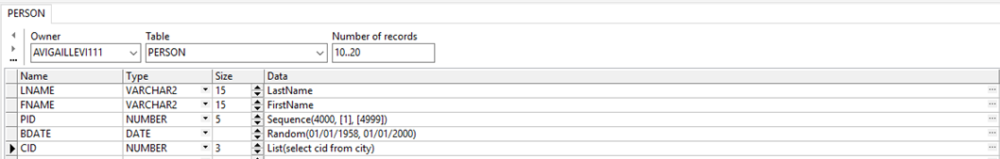 PERSON
Owner Table Number of records
AVIGAILLEVI111 PERSON 10..20
Name Type Size Data
LNAME VARCHAR2 15 LastName ...
FNAME VARCHAR2 15 FirstName ...
PID NUMBER 5 Sequence(4000, [1], [4999]) ...
BDATE DATE Random(01/01/1958, 01/01/2000) ...
CID NUMBER 3 List(select cid from city) ...